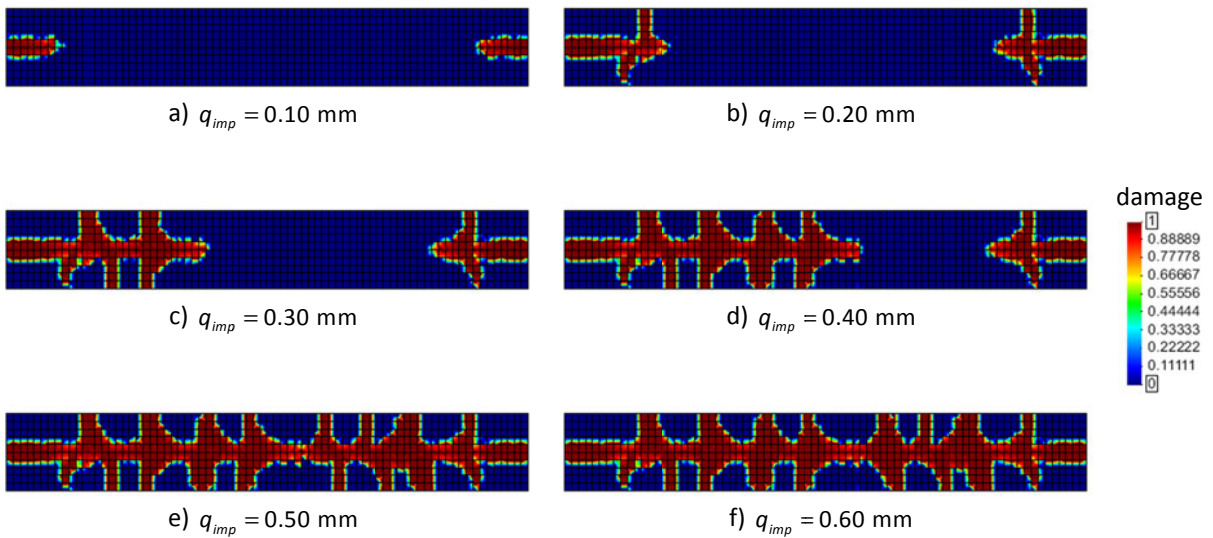 a) q_imp = 0.10 mm
b) q_imp = 0.20 mm
damage
1
0.88889
0.77778
0.66667
0.55556
0.44444
0.33333
0.22222
0.11111
0
c) q_imp = 0.30 mm
d) q_imp = 0.40 mm
e) q_imp = 0.50 mm
f) q_imp = 0.60 mm